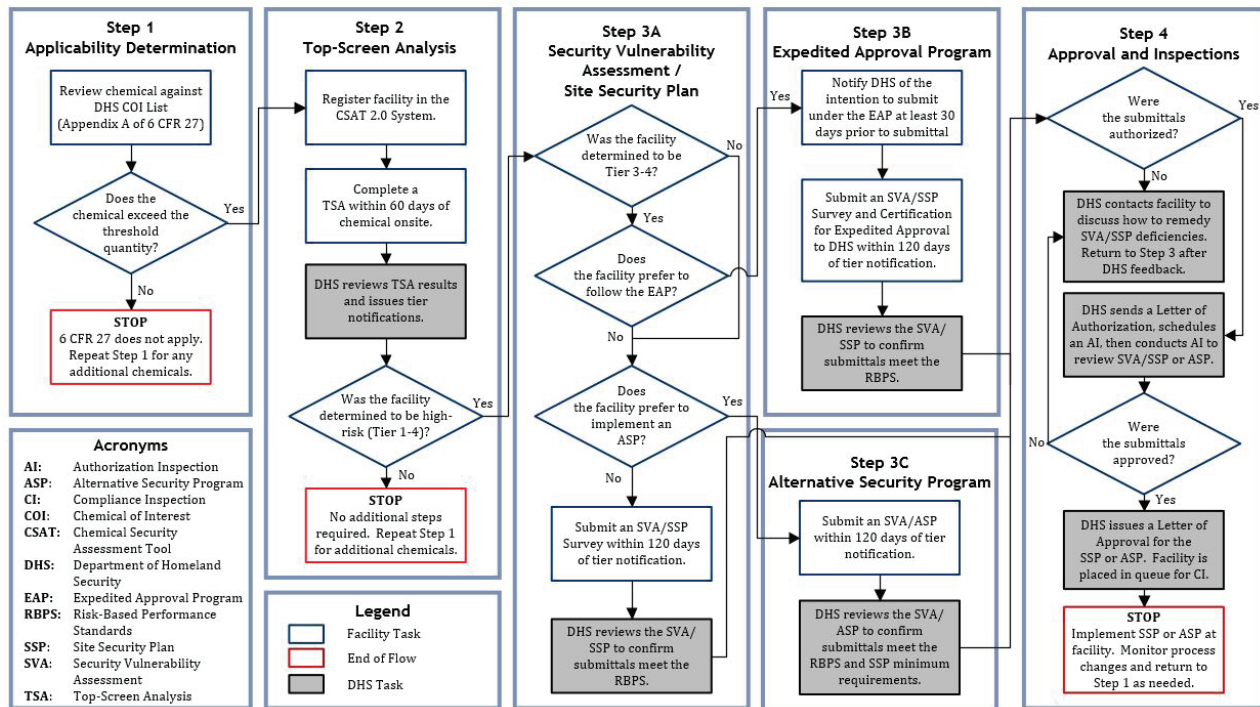 Step 1
Applicability Determination
Review chemical against
DHS COI List
(Appendix A of 6 CFR 27)
Does the
chemical exceed the
threshold
quantity?
Yes
No
STOP
6 CFR 27 does not apply.
Repeat Step 1 for any
additional chemicals.
Acronyms
AI: Authorization Inspection
ASP: Alternative Security Program
CI: Compliance Inspection
COI: Chemical of Interest
CSAT: Chemical Security
Assessment Tool
DHS: Department of Homeland
Security
EAP: Expedited Approval Program
RBPS: Risk-Based Performance
Standards
SSP: Site Security Plan
SVA: Security Vulnerability
Assessment
TSA: Top-Screen Analysis
Step 2
Top-Screen Analysis
Register facility in the
CSAT 2.0 System.
Complete a
TSA within 60 days
of chemical onsite.
DHS reviews TSA results
and issues tier
notifications.
Was the facility
determined to be high-
risk (Tier 1-4)?
Yes
No
STOP
No additional steps
required. Repeat Step 1
for additional chemicals.
Legend
Facility Task
End of Flow
DHS Task
Step 3A
Security Vulnerability
Assessment /
Site Security Plan
Was the facility
determined to be
Tier 3-4?
No
Yes
Does
the facility prefer to
follow the EAP?
Yes
No
Does
the facility prefer to
implement an
ASP?
Yes
No
Submit an SVA/SSP
Survey within 120 days
of tier notification.
DHS reviews the SVA/
SSP to confirm
submittals meet the
RBPS.
Step 3B
Expedited Approval Program
Notify DHS of the
intention to submit
under the EAP at least 30
days prior to submittal
Submit an SVA/SSP
Survey and Certification
for Expedited Approval
to DHS within 120 days
of tier notification.
DHS reviews the SVA/
SSP to confirm
submittals meet the
RBPS.
Step 3C
Alternative Security Program
Submit an SVA/ASP
within 120 days of tier
notification.
DHS reviews the SVA/
ASP to confirm
submittals meet the
RBPS and SSP minimum
requirements.
Step 4
Approval and Inspections
Were
the submittals
authorized?
Yes
No
DHS contacts facility to
discuss how to remedy
SVA/SSP deficiencies.
Return to Step 3 after
DHS feedback.
DHS sends a Letter of
Authorization, schedules
an AI, then conducts AI to
review SVA/SSP or ASP.
Were
the submittals
approved?
No
Yes
DHS issues a Letter of
Approval for the
SSP or ASP. Facility is
placed in queue for CI.
STOP
Implement SSP or ASP at
facility. Monitor process
changes and return to
Step 1 as needed.